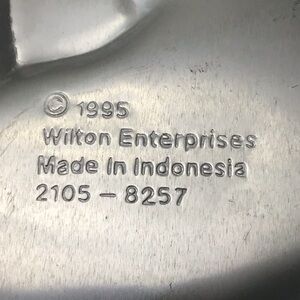 © 1995
Wilton Enterprises
Made In Indonesia
2105 – 8257